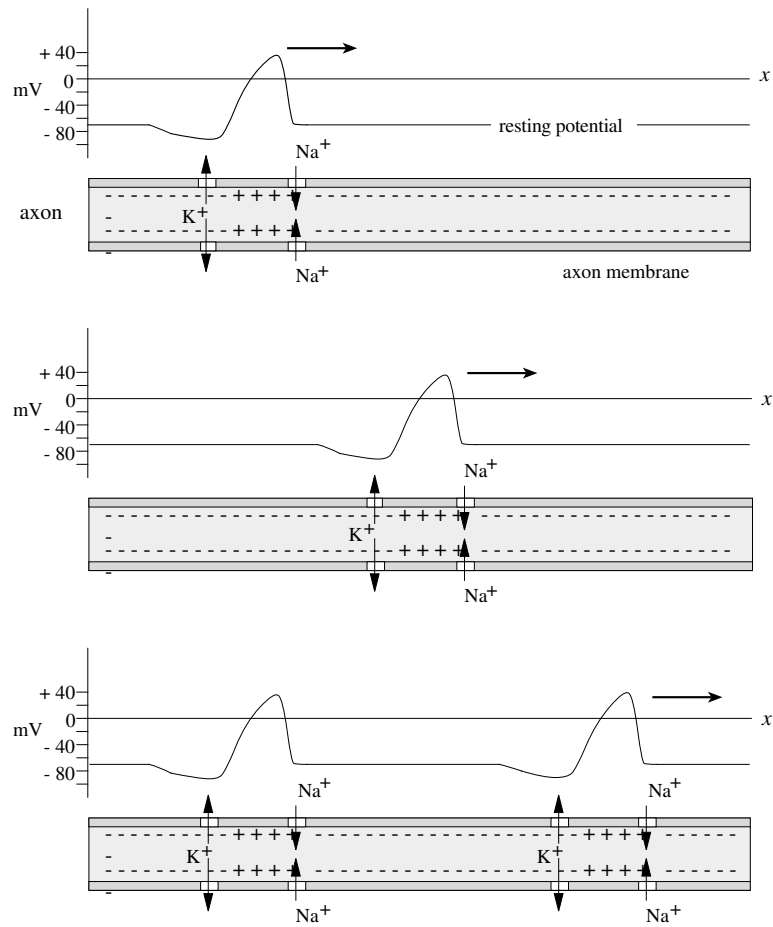 + 40
0
mV
- 40
- 80
x
resting potential
Na+
+ + + +
axon
K+
+ + + +
Na+
axon membrane
+ 40
0
mV
- 40
- 80
x
Na+
+ + + +
K+
+ + + +
Na+
+ 40
0
mV
- 40
- 80
x
Na+ Na+
+ + + + + + + +
K+ K+
+ + + + + + + +
Na+ Na+